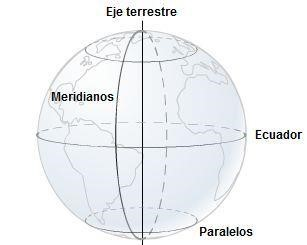 Eje terrestre
Meridianos
Ecuador
Paralelos